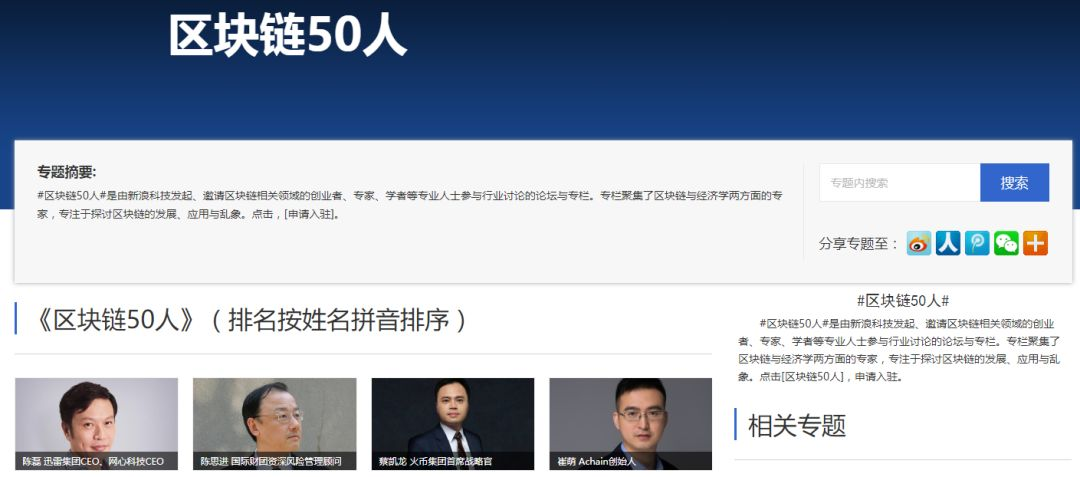 区块链50人
专题摘要:
#区块链50人#是由新浪科技发起、邀请区块链相关领域的创业者、专家、学者等专业人士参与行业讨论的论坛与专栏。专栏聚集了区块链与经济学两方面的专
家，专注于探讨区块链的发展、应用与乱象。点击，[申请入驻]。
专题内搜索
搜索
分享专题至：
《区块链50人》（排名按姓名拼音排序）
陈磊 迅雷集团CEO、网心科技CEO
陈思进 国际财团资深风险管理顾问
蔡凯龙 火币集团首席战略官
崔萌 Achain创始人
#区块链50人#
#区块链50人#是由新浪科技发起、邀请区块链相关领域的创业
者、专家、学者等专业人士参与行业讨论的论坛与专栏。专栏聚集了
区块链与经济学两方面的专家，专注于探讨区块链的发展、应用与乱
象。点击[区块链50人]，申请入驻。
相关专题